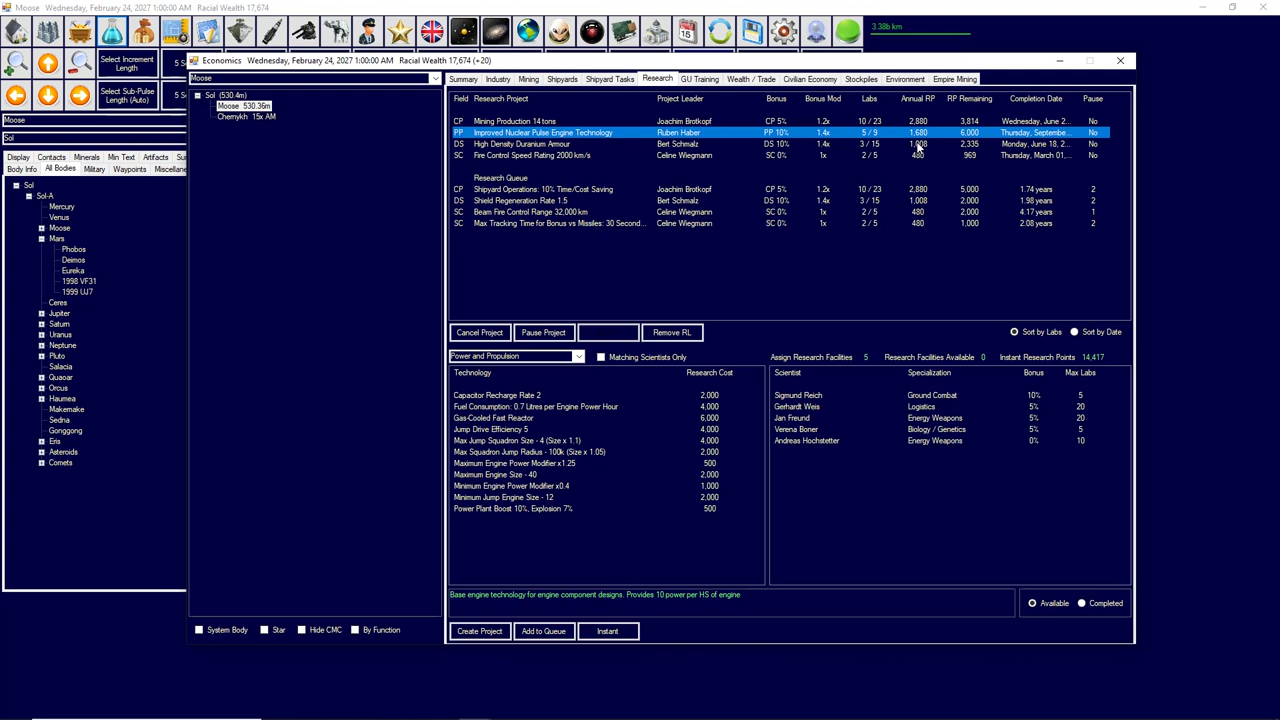 Moose Wednesday, February 24, 2027 1:00:00 AM Racial Wealth 17,674
3.38b km
Select Increment Length
Select Sub-Pulse Length (Auto)
Moose
Sol
Display Contacts Minerals Min Text Artifacts
Body Info All Bodies Military Waypoints Miscellane
Sol
Sol-A
Mercury
Venus
Moose
Mars
Phobos
Deimos
Eureka
1998 VF31
1999 UJ7
Ceres
Jupiter
Saturn
Uranus
Neptune
Pluto
Salacia
Quaoar
Orcus
Haumea
Makemake
Sedna
Gonggong
Eris
Asteroids
Comets
Economics Wednesday, February 24, 2027 1:00:00 AM Racial Wealth 17,674 (+20)
Moose
Sol (530.4m)
Moose 530.36m
Chernykh 15x AM
System Body Star Hide CMC By Function
Summary Industry Mining Shipyards Shipyard Tasks Research GU Training Wealth / Trade Civilian Economy Stockpiles Environment Empire Mining
Field Research Project Project Leader Bonus Bonus Mod Labs Annual RP RP Remaining Completion Date Pause
CP Mining Production 14 tons Joachim Brotkopf CP 5% 1.2x 10 / 23 2,880 3,814 Wednesday, June 2... No
PP Improved Nuclear Pulse Engine Technology Ruben Haber PP 10% 1.4x 5 / 9 1,680 6,000 Thursday, Septembe... No
DS High Density Duranium Armour Bert Schmalz DS 10% 1.4x 3 / 15 1,008 2,335 Monday, June 18, 2... No
SC Fire Control Speed Rating 2000 km/s Celine Wiegmann SC 0% 1x 2 / 5 480 969 Thursday, March 01,... No
Research Queue
CP Shipyard Operations: 10% Time/Cost Saving Joachim Brotkopf CP 5% 1.2x 10 / 23 2,880 5,000 1.74 years 2
DS Shield Regeneration Rate 1.5 Bert Schmalz DS 10% 1.4x 3 / 15 1,008 2,000 1.98 years 2
SC Beam Fire Control Range 32,000 km Celine Wiegmann SC 0% 1x 2 / 5 480 2,000 4.17 years 1
SC Max Tracking Time for Bonus vs Missiles: 30 Second... Celine Wiegmann SC 0% 1x 2 / 5 480 1,000 2.08 years 2
Cancel Project Pause Project Remove RL Sort by Labs Sort by Date
Power and Propulsion Matching Scientists Only Assign Research Facilities 5 Research Facilities Available 0 Instant Research Points 14,417
Technology Research Cost
Capacitor Recharge Rate 2 2,000
Fuel Consumption: 0.7 Litres per Engine Power Hour 4,000
Gas-Cooled Fast Reactor 6,000
Jump Drive Efficiency 5 4,000
Max Jump Squadron Size - 4 (Size x 1.1) 4,000
Max Squadron Jump Radius - 100k (Size x 1.05) 2,000
Maximum Engine Power Modifier x1.25 500
Maximum Engine Size - 40 2,000
Minimum Engine Power Modifier x0.4 1,000
Minimum Jump Engine Size - 12 2,000
Power Plant Boost 10%, Explosion 7% 500
Scientist Specialization Bonus Max Labs
Sigmund Reich Ground Combat 10% 5
Gerhardt Weis Logistics 5% 20
Jan Freund Energy Weapons 5% 20
Verena Boner Biology / Genetics 5% 5
Andreas Hochstetter Energy Weapons 0% 10
Base engine technology for engine component designs. Provides 10 power per HS of engine
Available Completed
Create Project Add to Queue Instant